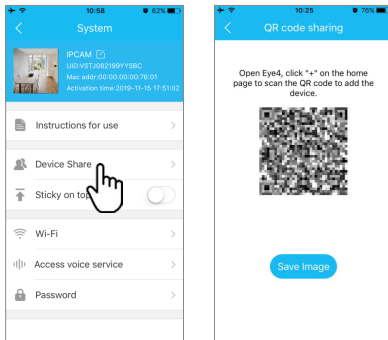 10:58
62%
System
IPCAM
UID:VSTJ062199YYSBC
Mac addr:00:00:00:00:76:01
Activation time:2019-11-15 17:51:02
Instructions for use
Device Share
Sticky on top
Wi-Fi
Access voice service
Password
10:25
76%
QR code sharing
Open Eye4, click "+" on the home
page to scan the QR code to add the
device.
Save Image